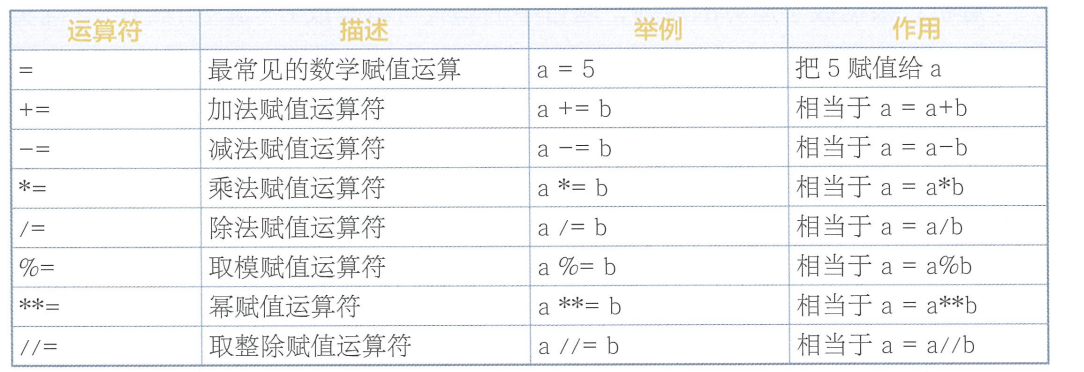 运算符 描述 举例 作用
= 最常见的数学赋值运算 a = 5 把 5 赋值给 a
+= 加法赋值运算符 a += b 相当于 a = a+b
-= 减法赋值运算符 a -= b 相当于 a = a-b
*= 乘法赋值运算符 a *= b 相当于 a = a*b
/= 除法赋值运算符 a /= b 相当于 a = a/b
%= 取模赋值运算符 a %= b 相当于 a = a%b
**= 幂赋值运算符 a **= b 相当于 a = a**b
//= 取整除赋值运算符 a //= b 相当于 a = a//b